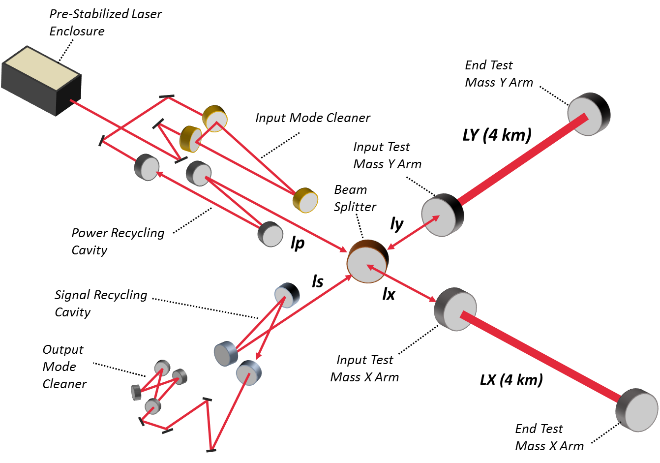 Pre-Stabilized Laser
Enclosure
End Test
Mass Y Arm
Input Mode Cleaner
LY (4 km)
Input Test
Mass Y Arm
Beam
Splitter
ly
Power Recycling
Cavity
lp
ls
lx
Signal Recycling
Cavity
Output
Mode
Cleaner
Input Test
Mass X Arm
LX (4 km)
End Test
Mass X Arm